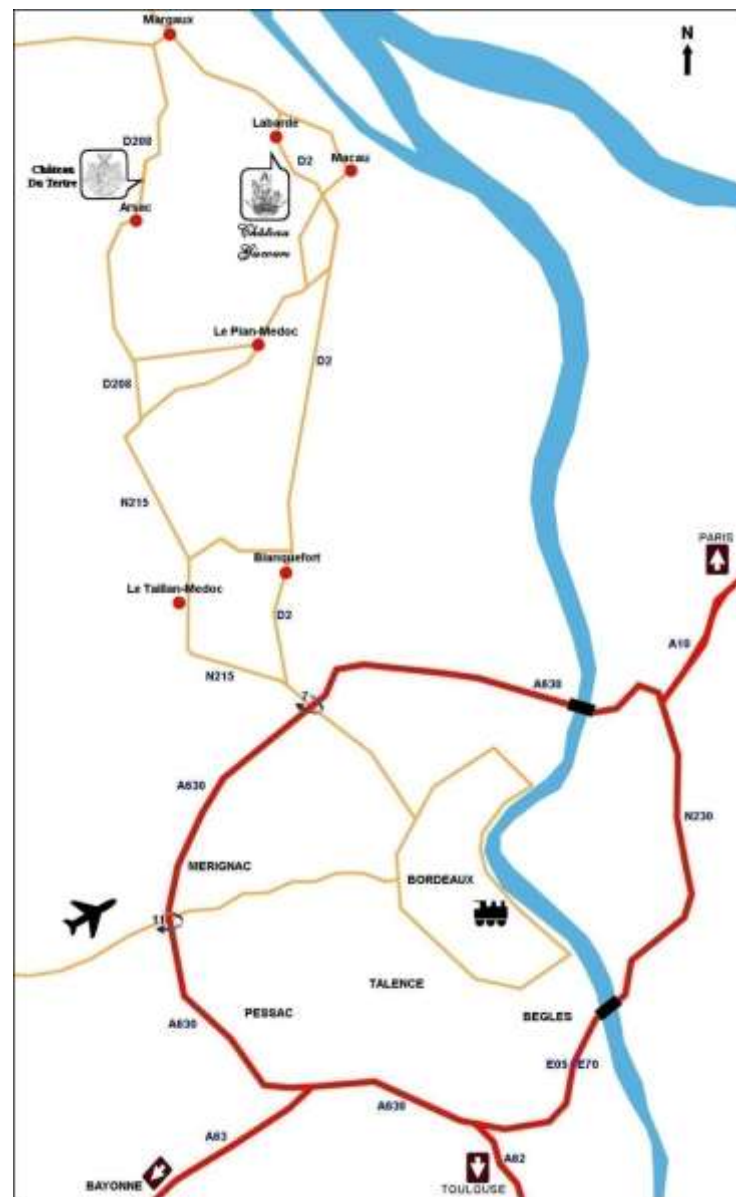 Margaux
N
Labarde
D208
D2
Macau
Château
Du Tertre
Arsac
Château
Giscours
Le Pian-Medoc
D2
D208
N215
Blanquefort
PARIS
Le Taillan-Medoc
D2
A10
N215
A630
7
A630
N230
MERIGNAC
BORDEAUX
11
TALENCE
A630
PESSAC
BEGLES
E05 E70
A630
A63
A62
BAYONNE
TOULOUSE